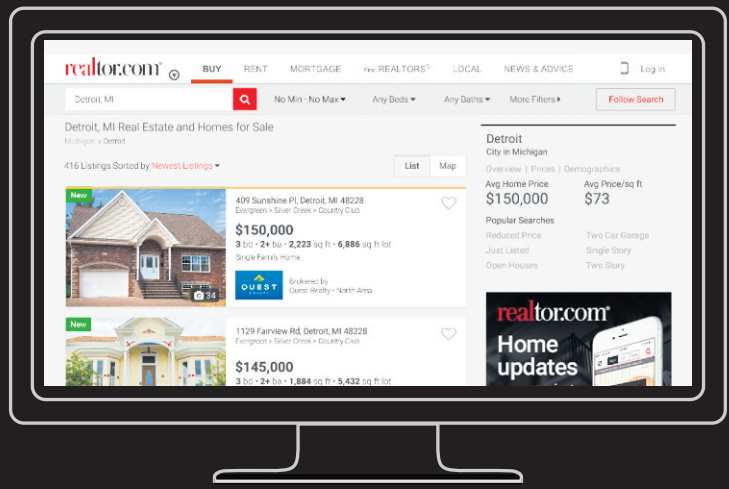 realtor.com®
BUY RENT MORTGAGE Find REALTORS® LOCAL NEWS & ADVICE Log In
Detroit, MI No Min - No Max Any Beds Any Baths More Filters Follow Search
Detroit, MI Real Estate and Homes for Sale
Michigan > Detroit
416 Listings Sorted by Newest Listings List Map
New
34
409 Sunshine Pl, Detroit, MI 48228
Evergreen > Silver Creek > Country Club
$150,000
3 bd • 2+ ba • 2,223 sq ft • 6,886 sq ft lot
Single Family Home
QUEST
Brokered by
Quest Realty - North Area
New
1129 Fairview Rd, Detroit, MI 48228
Evergreen > Silver Creek > Country Club
$145,000
3 bd • 2+ ba • 1,884 sq ft • 5,432 sq ft lot
Detroit
City in Michigan
Overview | Prices | Demographics
Avg Home Price Avg Price/sq ft
$150,000 $73
Popular Searches
Reduced Price Two Car Garage
Just Listed Single Story
Open Houses Two Story
realtor.com®
Home
updates